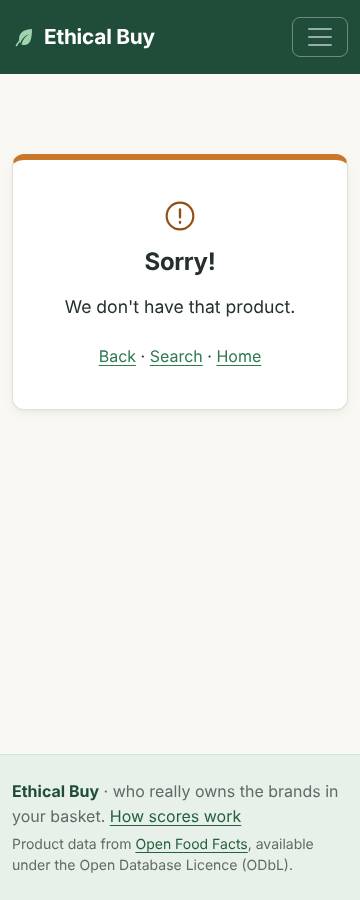 Ethical Buy
Sorry!
We don't have that product.
Back · Search · Home
Ethical Buy · who really owns the brands in
your basket. How scores work
Product data from Open Food Facts, available
under the Open Database Licence (ODbL).